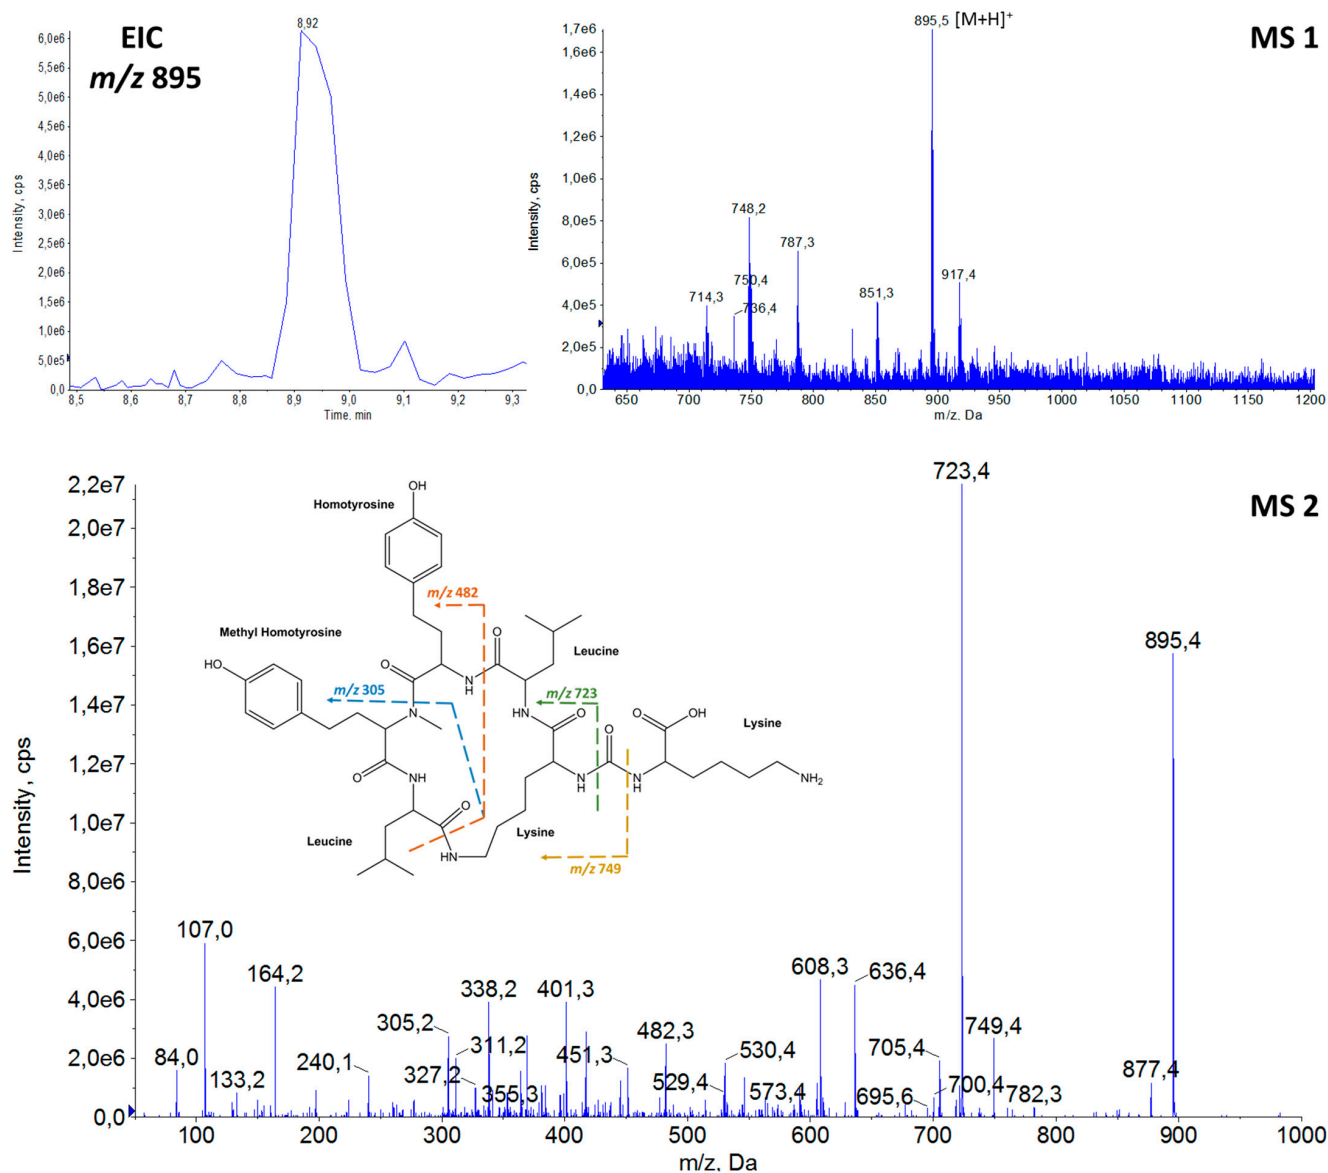 EIC
m/z 895
8,92
6,0e6
5,5e6
5,0e6
4,5e6
4,0e6
3,5e6
3,0e6
2,5e6
2,0e6
1,5e6
1,0e6
5,0e5
0,0
Intensity, cps
8,5 8,6 8,7 8,8 8,9 9,0 9,1 9,2 9,3
Time, min
MS 1
895,5 [M+H]+
1,7e6
1,6e6
1,4e6
1,2e6
1,0e6
8,0e5
6,0e5
4,0e5
2,0e5
0,0
Intensity, cps
748,2
787,3
750,4
714,3
736,4
851,3
917,4
650 700 750 800 850 900 950 1000 1050 1100 1150 1200
m/z, Da
MS 2
2,2e7
2,0e7
1,8e7
1,6e7
1,4e7
1,2e7
1,0e7
8,0e6
6,0e6
4,0e6
2,0e6
0,0
Intensity, cps
723,4
895,4
OH
Homotyrosine
m/z 482
Methyl Homotyrosine
HO
O
O
N
H
Leucine
m/z 305
N
m/z 723
HN
O
O
OH
O
Lysine
O
NH
N
H
N
H
NH2
O
Leucine
HN
Lysine
m/z 749
107,0
164,2
84,0
133,2
240,1
305,2
338,2
311,2
327,2
355,3
401,3
451,3
482,3
530,4
529,4
573,4
608,3
636,4
705,4
749,4
695,6
700,4
782,3
877,4
100 200 300 400 500 600 700 800 900 1000
m/z, Da